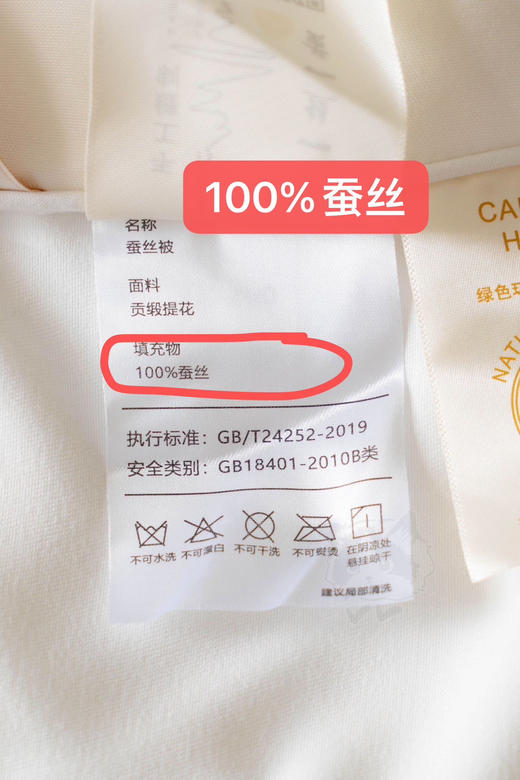 100%蚕丝
名称
蚕丝被
面料
贡缎提花
填充物
100%蚕丝
执行标准：GB/T24252-2019
安全类别：GB18401-2010B类
不可水洗
不可漂白
不可干洗
不可熨烫
在阴凉处
悬挂晾干
建议局部清洗
CA
H
绿色环
NATU